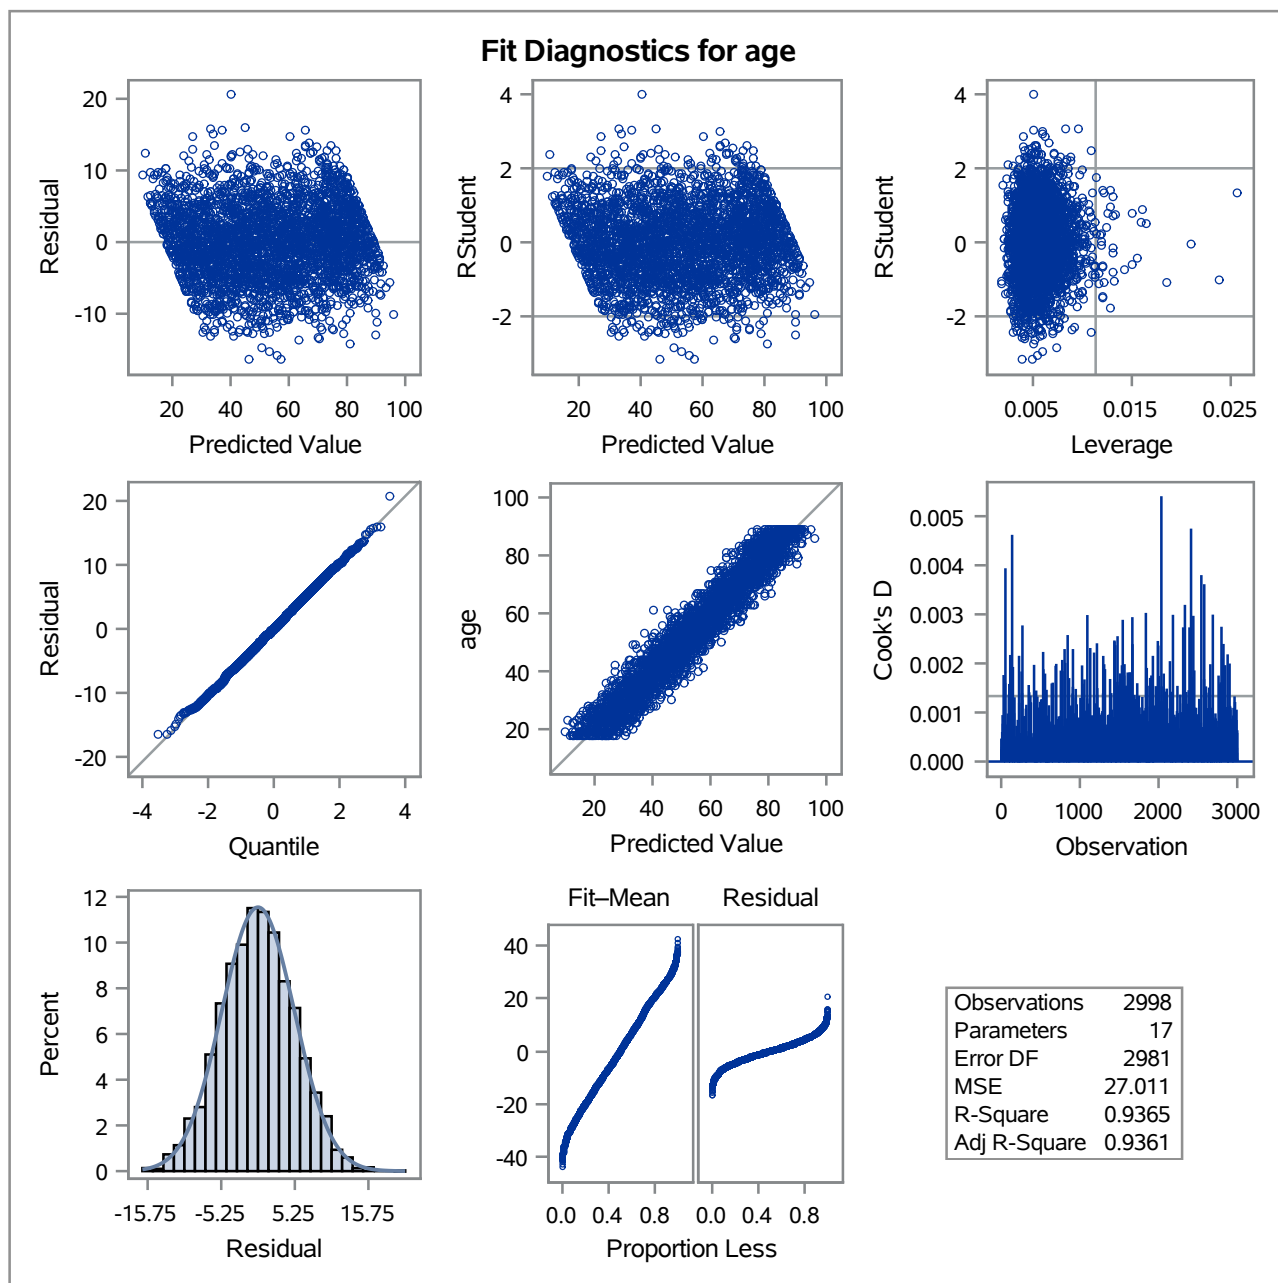 Fit Diagnostics for age
20
10
0
-10
Residual
20 40 60 80 100
Predicted Value
4
2
0
-2
RStudent
20 40 60 80 100
Predicted Value
4
2
0
-2
RStudent
0.005 0.015 0.025
Leverage
20
10
0
-10
-20
Residual
-4 -2 0 2 4
Quantile
100
80
60
40
20
age
20 40 60 80 100
Predicted Value
0.005
0.004
0.003
0.002
0.001
0.000
Cook's D
0 1000 2000 3000
Observation
12
10
8
6
4
2
0
Percent
-15.75 -5.25 5.25 15.75
Residual
Fit–Mean Residual
40
20
0
-20
-40
0.0 0.4 0.8 0.0 0.4 0.8
Proportion Less
Observations 2998
Parameters 17
Error DF 2981
MSE 27.011
R-Square 0.9365
Adj R-Square 0.9361